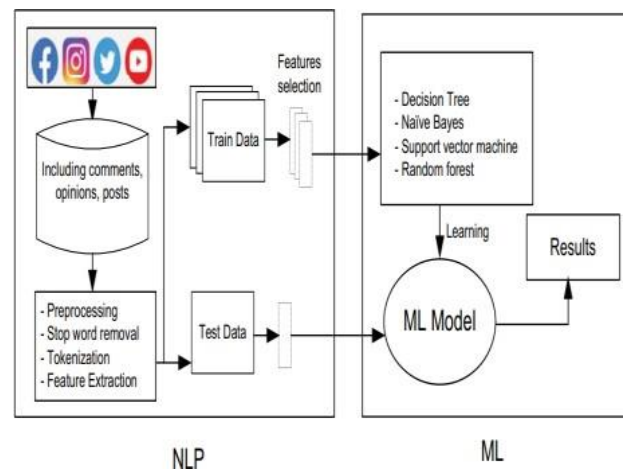 Including comments,
opinions, posts
- Preprocessing
- Stop word removal
- Tokenization
- Feature Extraction
Train Data
Features
selection
Test Data
NLP
- Decision Tree
- Naïve Bayes
- Support vector machine
- Random forest
Learning
ML Model
Results
ML